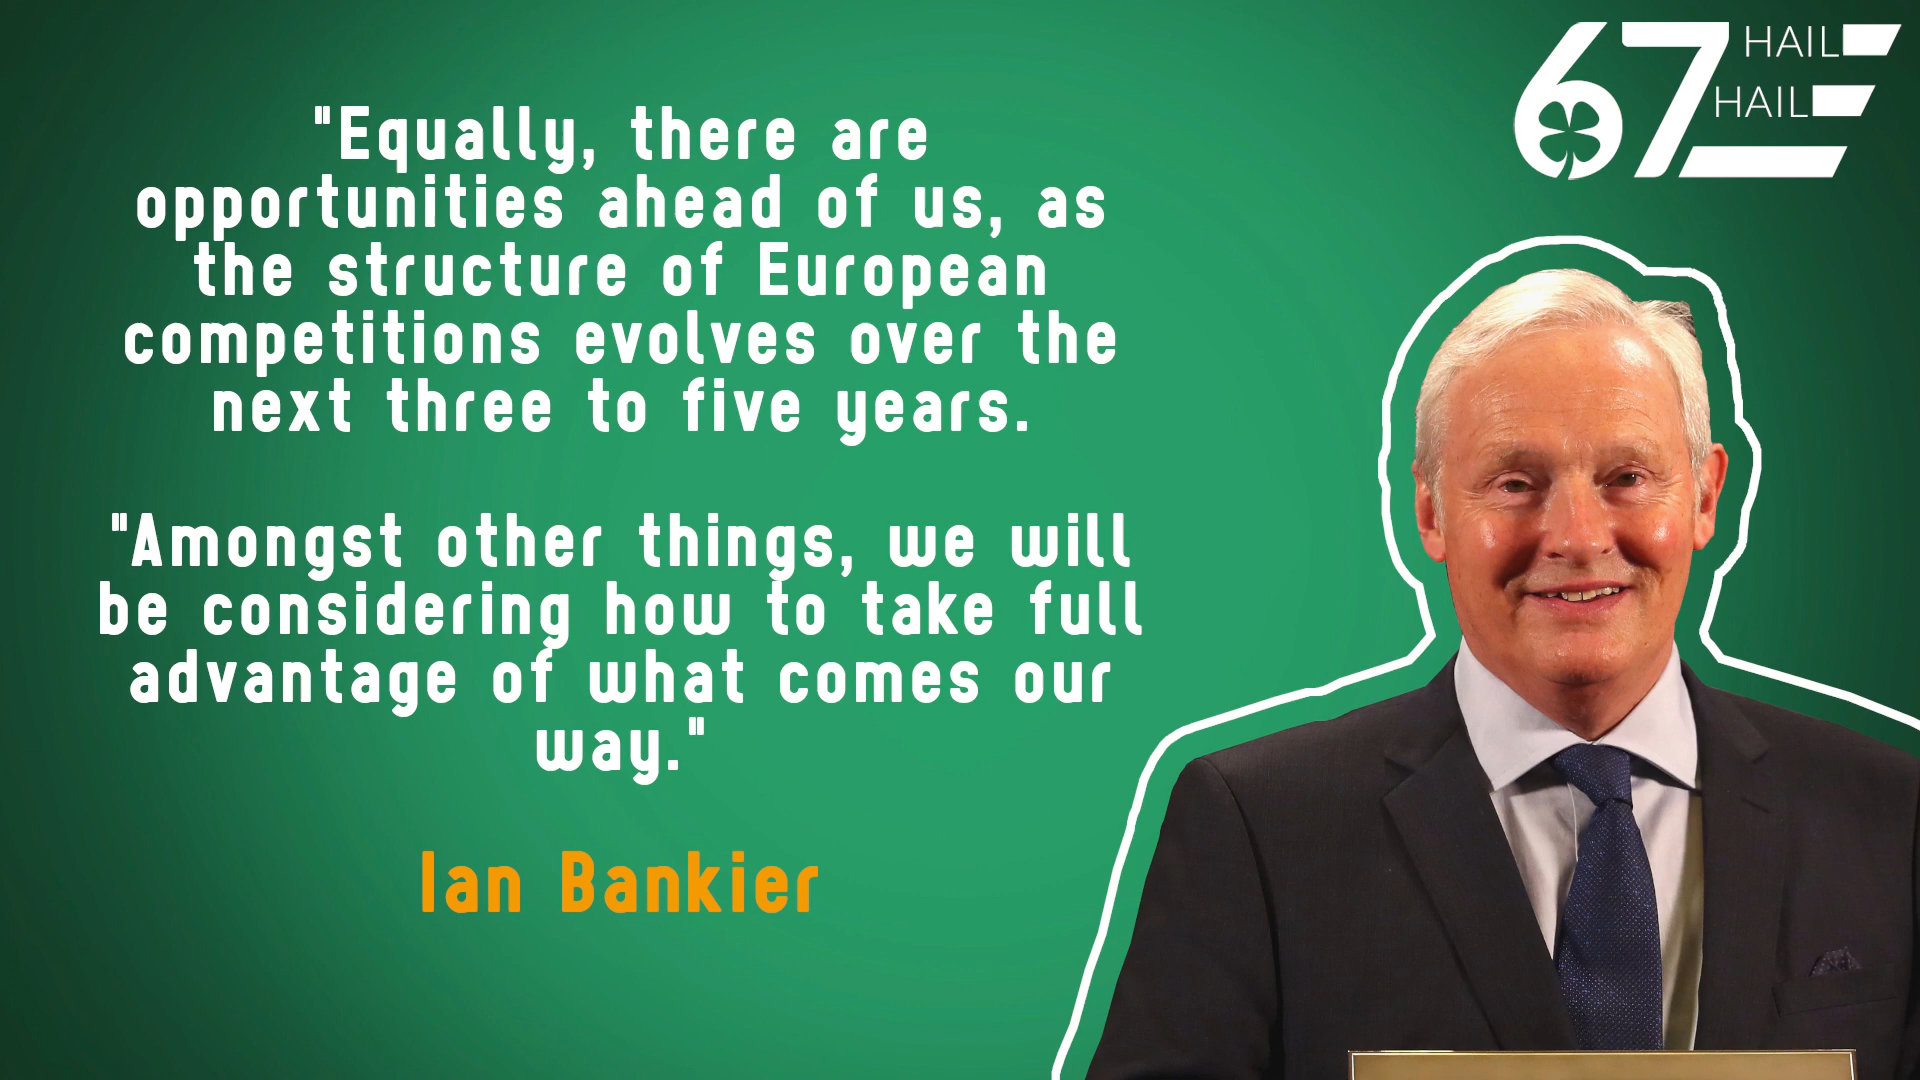 67 HAIL
HAIL
"Equally, there are
opportunities ahead of us, as
the structure of European
competitions evolves over the
next three to five years.
"Amongst other things, we will
be considering how to take full
advantage of what comes our
way."
Ian Bankier